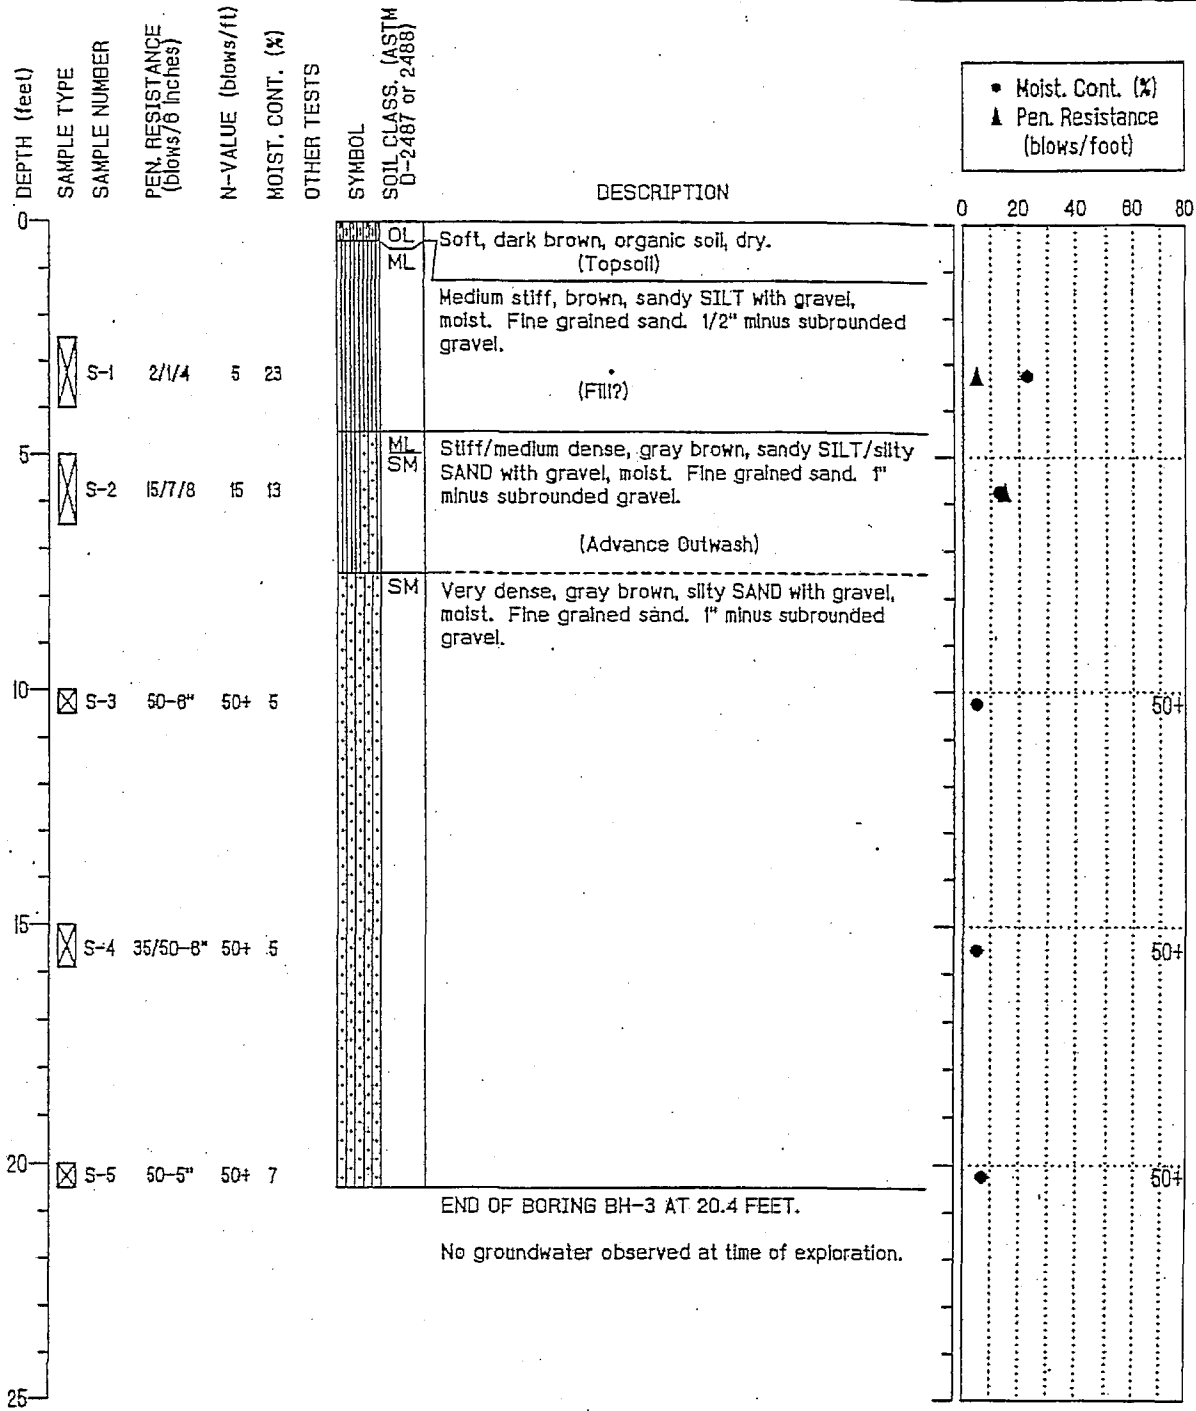 DEPTH (feet)
SAMPLE TYPE
SAMPLE NUMBER
PEN. RESISTANCE
(blows/6 inches)
N-VALUE (blows/ft)
MOIST. CONT. (%)
OTHER TESTS
SYMBOL
SOIL CLASS. (ASTM
D-2487 or 2488)
DESCRIPTION
Moist. Cont. (%)
Pen. Resistance
(blows/foot)
0 20 40 60 80
0
OL Soft, dark brown, organic soil, dry.
(Topsoil)
ML
Medium stiff, brown, sandy SILT with gravel,
moist. Fine grained sand. 1/2" minus subrounded
gravel.
S-1 2/1/4 5 23
(Fill?)
5
ML
SM
Stiff/medium dense, gray brown, sandy SILT/silty
SAND with gravel, moist. Fine grained sand. 1"
minus subrounded gravel.
S-2 15/7/8 15 13
(Advance Outwash)
SM Very dense, gray brown, silty SAND with gravel,
moist. Fine grained sand. 1" minus subrounded
gravel.
10
S-3 50-6" 50+ 5
50+
15
S-4 35/50-6" 50+ 5
50+
20
S-5 50-5" 50+ 7
50+
END OF BORING BH-3 AT 20.4 FEET.
No groundwater observed at time of exploration.
25